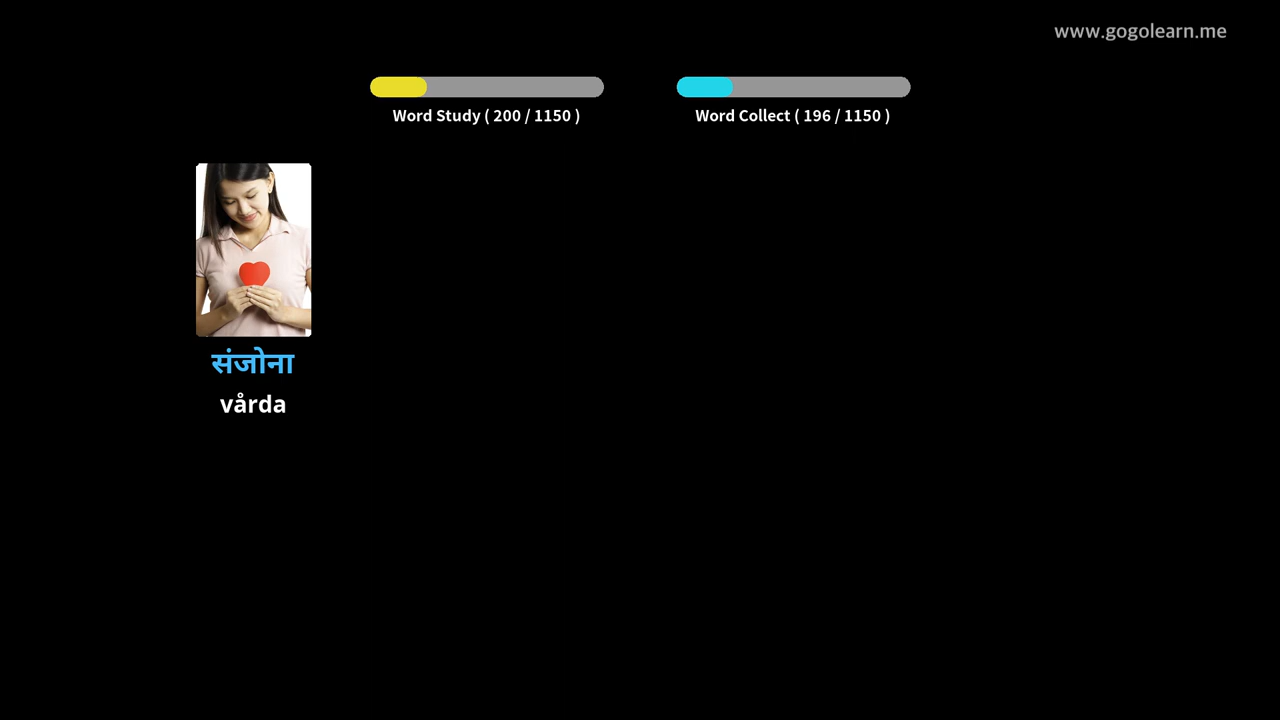 www.gogolearn.me
Word Study ( 200 / 1150 )
Word Collect ( 196 / 1150 )
संजोना
vårda